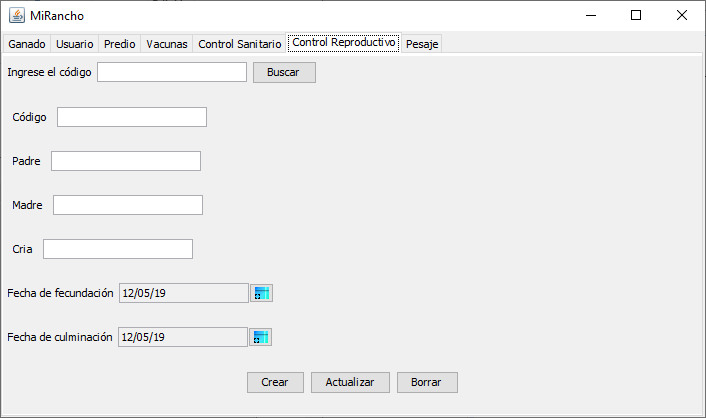 MiRancho
Ganado Usuario Predio Vacunas Control Sanitario Control Reproductivo Pesaje
Ingrese el código Buscar
Código
Padre
Madre
Cria
Fecha de fecundación 12/05/19
Fecha de culminación 12/05/19
Crear Actualizar Borrar